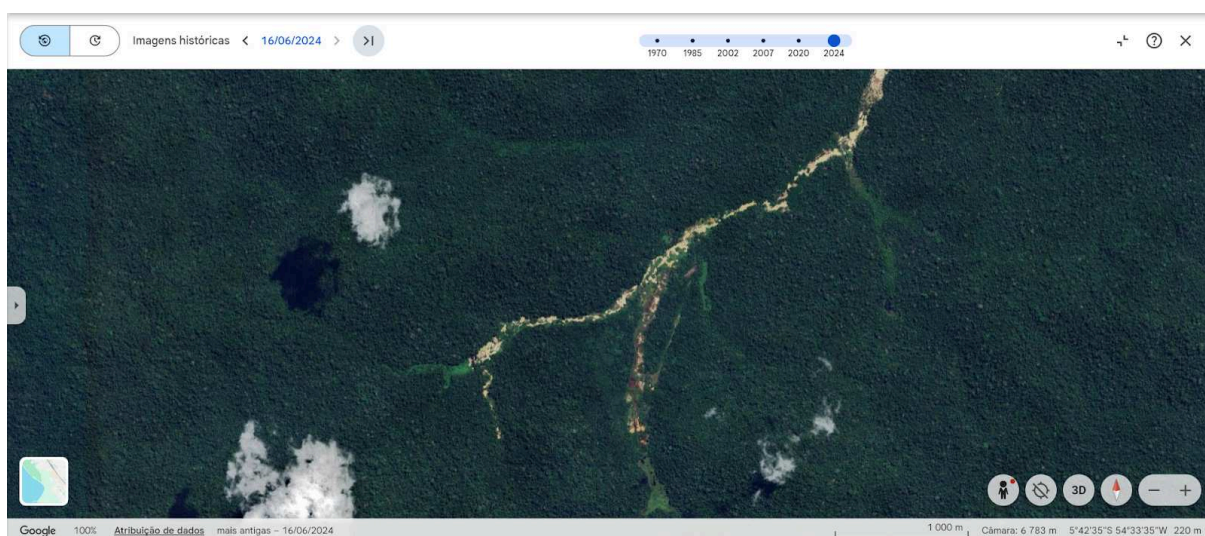 Imagens históricas 16/06/2024
1970 1985 2002 2007 2020 2024
3D
Google 100% Atribuição de dados mais antigas – 16/06/2024 1 000 m Câmara: 6 783 m 5°42'35"S 54°33'35"W 220 m